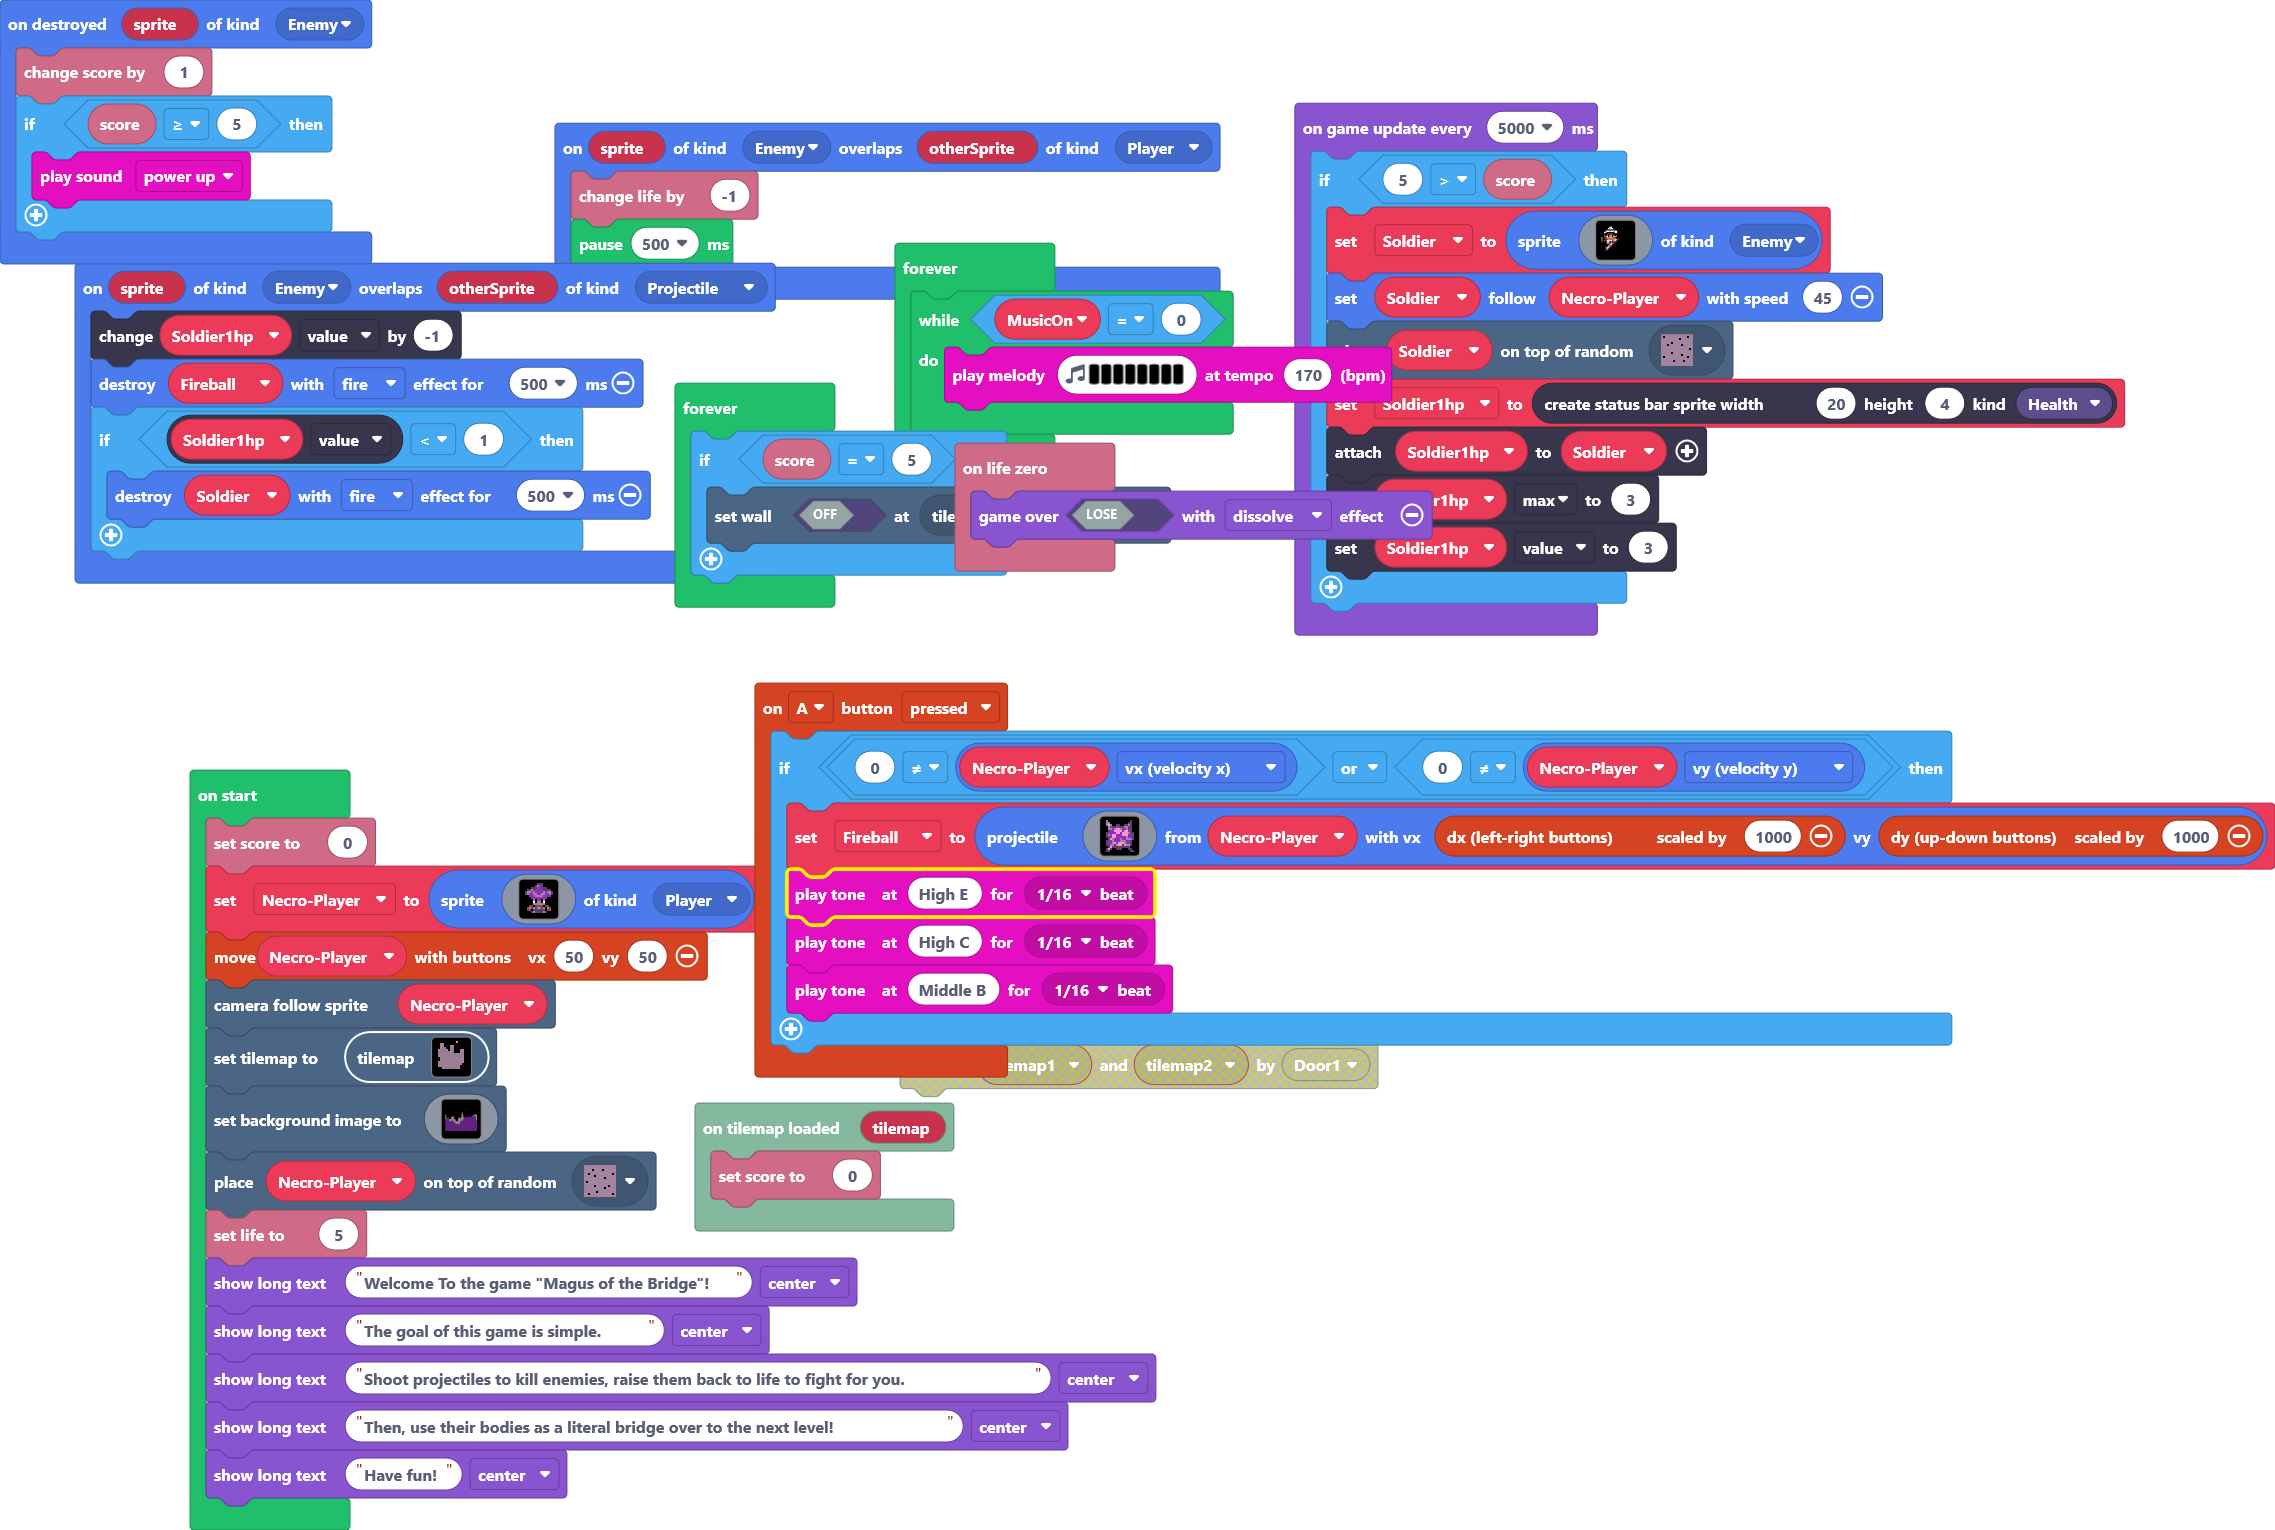 on destroyed sprite of kind Enemy
change score by 1
if score ≥ 5 then
play sound power up
on sprite of kind Enemy overlaps otherSprite of kind Player
change life by -1
pause 500 ms
on sprite of kind Enemy overlaps otherSprite of kind Projectile
change Soldier1hp value by -1
destroy Fireball with fire effect for 500 ms
if Soldier1hp value < 1 then
destroy Soldier with fire effect for 500 ms
forever
while MusicOn = 0
do play melody at tempo 170 (bpm)
forever
if score = 5
set wall OFF at tile
on life zero
game over LOSE with dissolve effect
on game update every 5000 ms
if 5 > score then
set Soldier to sprite of kind Enemy
set Soldier follow Necro-Player with speed 45
Soldier on top of random
set Soldier1hp to create status bar sprite width 20 height 4 kind Health
attach Soldier1hp to Soldier
1hp max to 3
set Soldier1hp value to 3
on A button pressed
if 0 ≠ Necro-Player vx (velocity x) or 0 ≠ Necro-Player vy (velocity y) then
set Fireball to projectile from Necro-Player with vx dx (left-right buttons) scaled by 1000 vy dy (up-down buttons) scaled by 1000
play tone at High E for 1/16 beat
play tone at High C for 1/16 beat
play tone at Middle B for 1/16 beat
emap1 and tilemap2 by Door1
on tilemap loaded tilemap
set score to 0
on start
set score to 0
set Necro-Player to sprite of kind Player
move Necro-Player with buttons vx 50 vy 50
camera follow sprite Necro-Player
set tilemap to tilemap
set background image to
place Necro-Player on top of random
set life to 5
show long text "Welcome To the game "Magus of the Bridge"! " center
show long text "The goal of this game is simple. " center
show long text "Shoot projectiles to kill enemies, raise them back to life to fight for you. " center
show long text "Then, use their bodies as a literal bridge over to the next level! " center
show long text "Have fun! " center